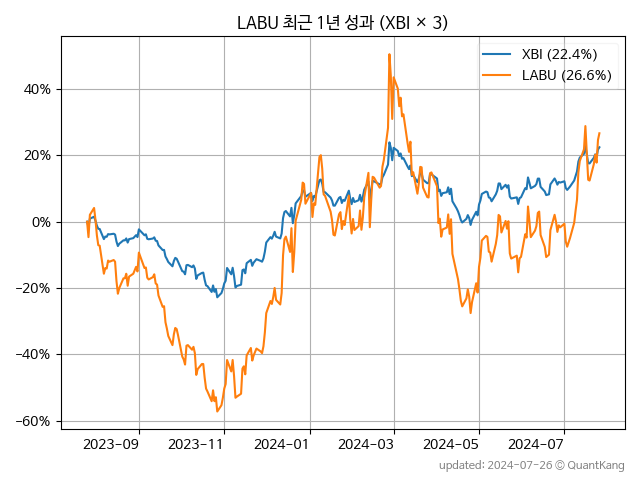 LABU 최근 1년 성과 (XBI × 3)
XBI (22.4%)
LABU (26.6%)
40%
20%
0%
−20%
−40%
−60%
2023-09 2023-11 2024-01 2024-03 2024-05 2024-07
updated: 2024-07-26 © QuantKang